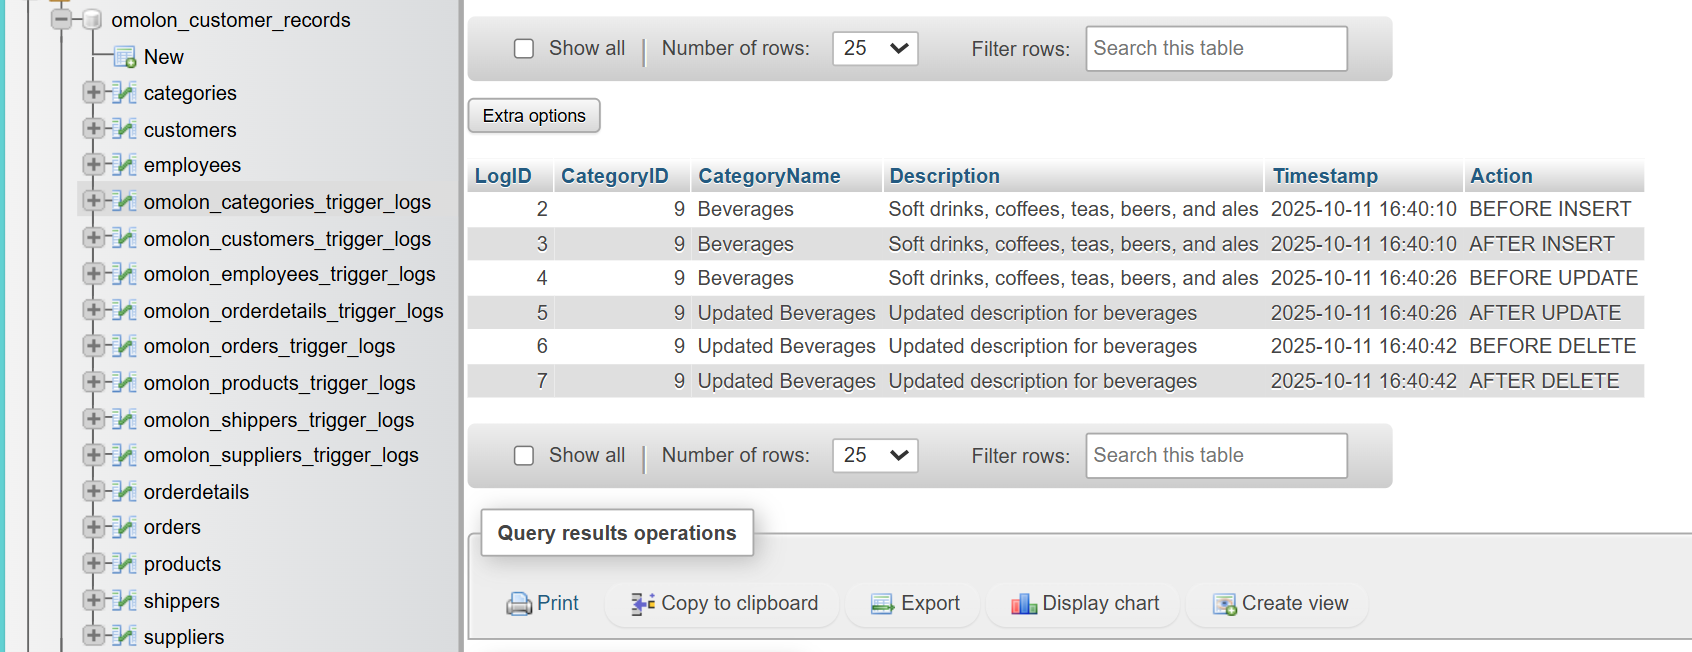 omolon_customer_records
New
categories
customers
employees
omolon_categories_trigger_logs
omolon_customers_trigger_logs
omolon_employees_trigger_logs
omolon_orderdetails_trigger_logs
omolon_orders_trigger_logs
omolon_products_trigger_logs
omolon_shippers_trigger_logs
omolon_suppliers_trigger_logs
orderdetails
orders
products
shippers
suppliers
Show all | Number of rows: 25 Filter rows: Search this table
Extra options
LogID CategoryID CategoryName Description Timestamp Action
2 9 Beverages Soft drinks, coffees, teas, beers, and ales 2025-10-11 16:40:10 BEFORE INSERT
3 9 Beverages Soft drinks, coffees, teas, beers, and ales 2025-10-11 16:40:10 AFTER INSERT
4 9 Beverages Soft drinks, coffees, teas, beers, and ales 2025-10-11 16:40:26 BEFORE UPDATE
5 9 Updated Beverages Updated description for beverages 2025-10-11 16:40:26 AFTER UPDATE
6 9 Updated Beverages Updated description for beverages 2025-10-11 16:40:42 BEFORE DELETE
7 9 Updated Beverages Updated description for beverages 2025-10-11 16:40:42 AFTER DELETE
Show all | Number of rows: 25 Filter rows: Search this table
Query results operations
Print Copy to clipboard Export Display chart Create view